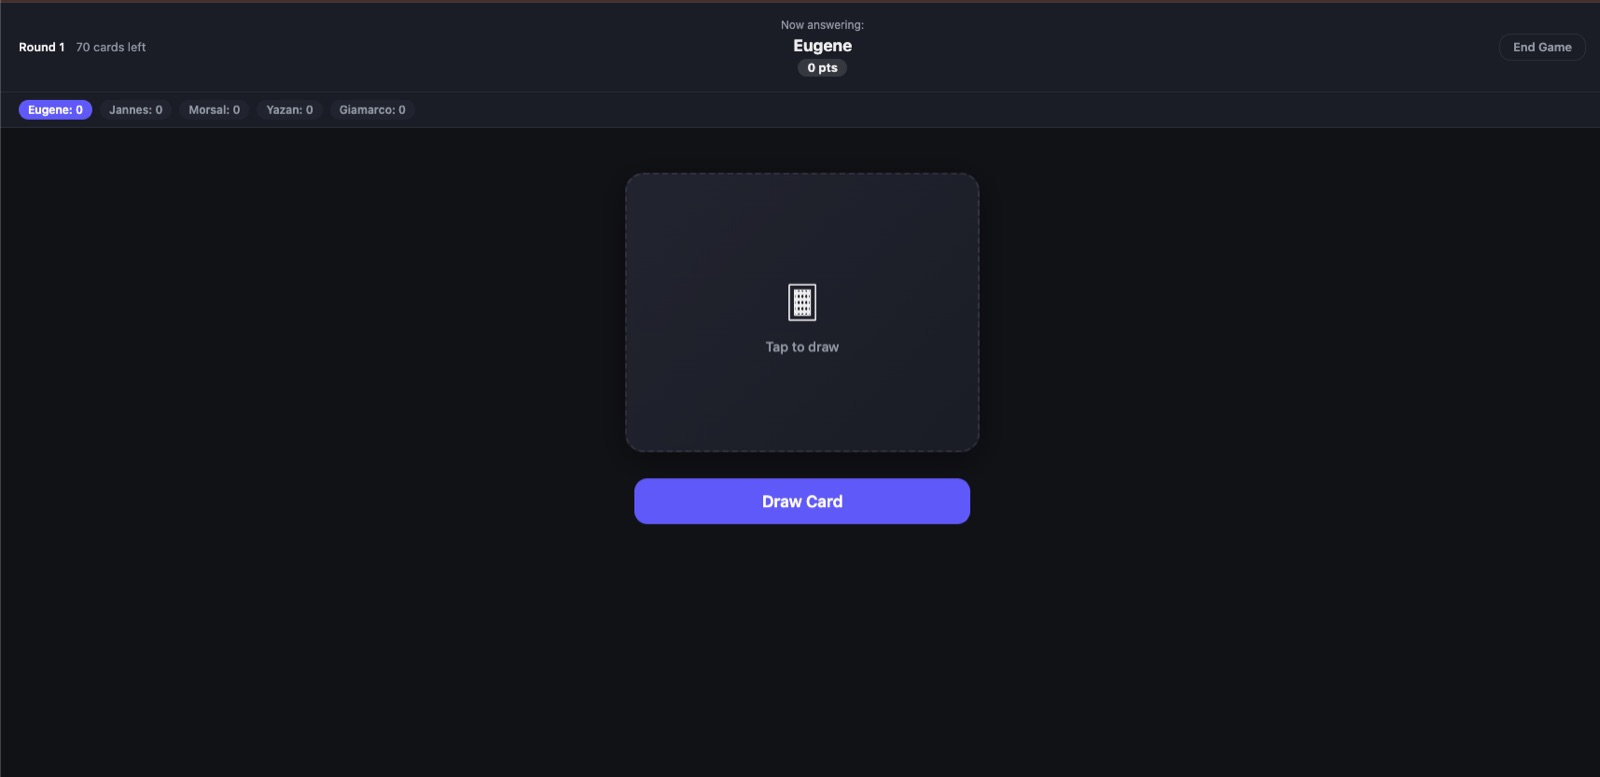 Now answering:
Round 1 70 cards left
Eugene
End Game
0 pts
Eugene: 0 Jannes: 0 Morsal: 0 Yazan: 0 Giamarco: 0
Tap to draw
Draw Card